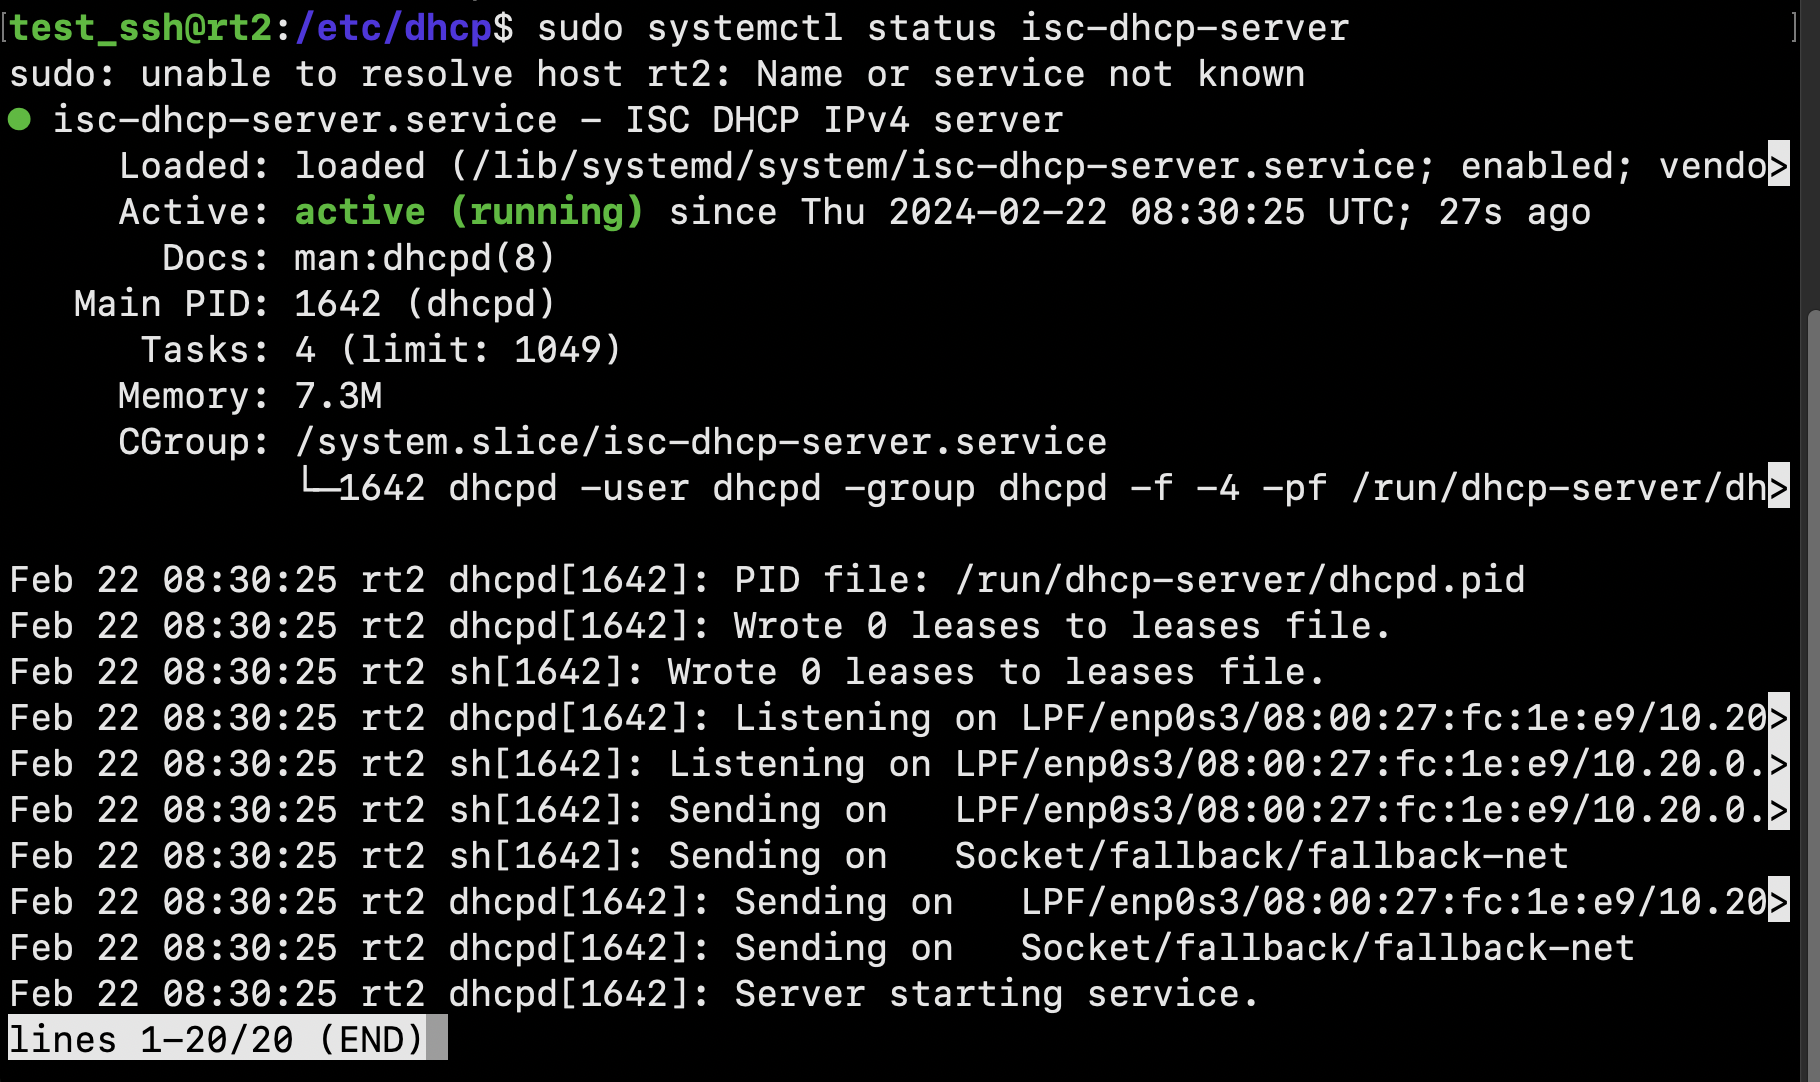 [test_ssh@rt2:/etc/dhcp$ sudo systemctl status isc-dhcp-server]
sudo: unable to resolve host rt2: Name or service not known
● isc-dhcp-server.service - ISC DHCP IPv4 server
     Loaded: loaded (/lib/systemd/system/isc-dhcp-server.service; enabled; vendo>
     Active: active (running) since Thu 2024-02-22 08:30:25 UTC; 27s ago
       Docs: man:dhcpd(8)
   Main PID: 1642 (dhcpd)
      Tasks: 4 (limit: 1049)
     Memory: 7.3M
     CGroup: /system.slice/isc-dhcp-server.service
             └─1642 dhcpd -user dhcpd -group dhcpd -f -4 -pf /run/dhcp-server/dh>
Feb 22 08:30:25 rt2 dhcpd[1642]: PID file: /run/dhcp-server/dhcpd.pid
Feb 22 08:30:25 rt2 dhcpd[1642]: Wrote 0 leases to leases file.
Feb 22 08:30:25 rt2 sh[1642]: Wrote 0 leases to leases file.
Feb 22 08:30:25 rt2 dhcpd[1642]: Listening on LPF/enp0s3/08:00:27:fc:1e:e9/10.20>
Feb 22 08:30:25 rt2 sh[1642]: Listening on LPF/enp0s3/08:00:27:fc:1e:e9/10.20.0.>
Feb 22 08:30:25 rt2 sh[1642]: Sending on   LPF/enp0s3/08:00:27:fc:1e:e9/10.20.0.>
Feb 22 08:30:25 rt2 sh[1642]: Sending on   Socket/fallback/fallback-net
Feb 22 08:30:25 rt2 dhcpd[1642]: Sending on   LPF/enp0s3/08:00:27:fc:1e:e9/10.20>
Feb 22 08:30:25 rt2 dhcpd[1642]: Sending on   Socket/fallback/fallback-net
Feb 22 08:30:25 rt2 dhcpd[1642]: Server starting service.
lines 1-20/20 (END)